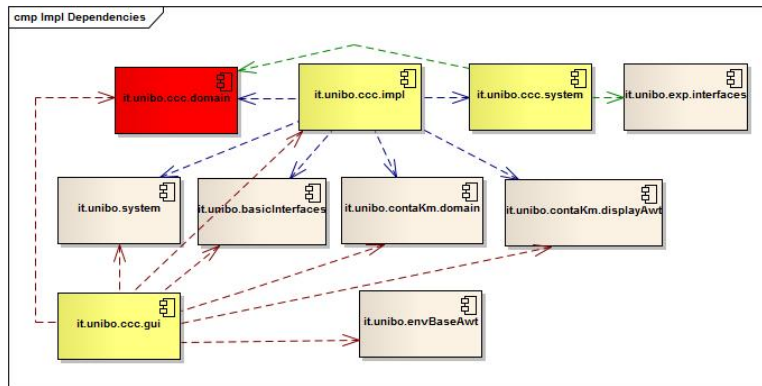 cmp Impl Dependencies
it.unibo.ccc.domain
it.unibo.ccc.impl
it.unibo.ccc.system
it.unibo.exp.interfaces
it.unibo.system
it.unibo.basicInterfaces
it.unibo.contaKm.domain
it.unibo.contaKm.displayAwt
it.unibo.ccc.gui
it.unibo.envBaseAwt